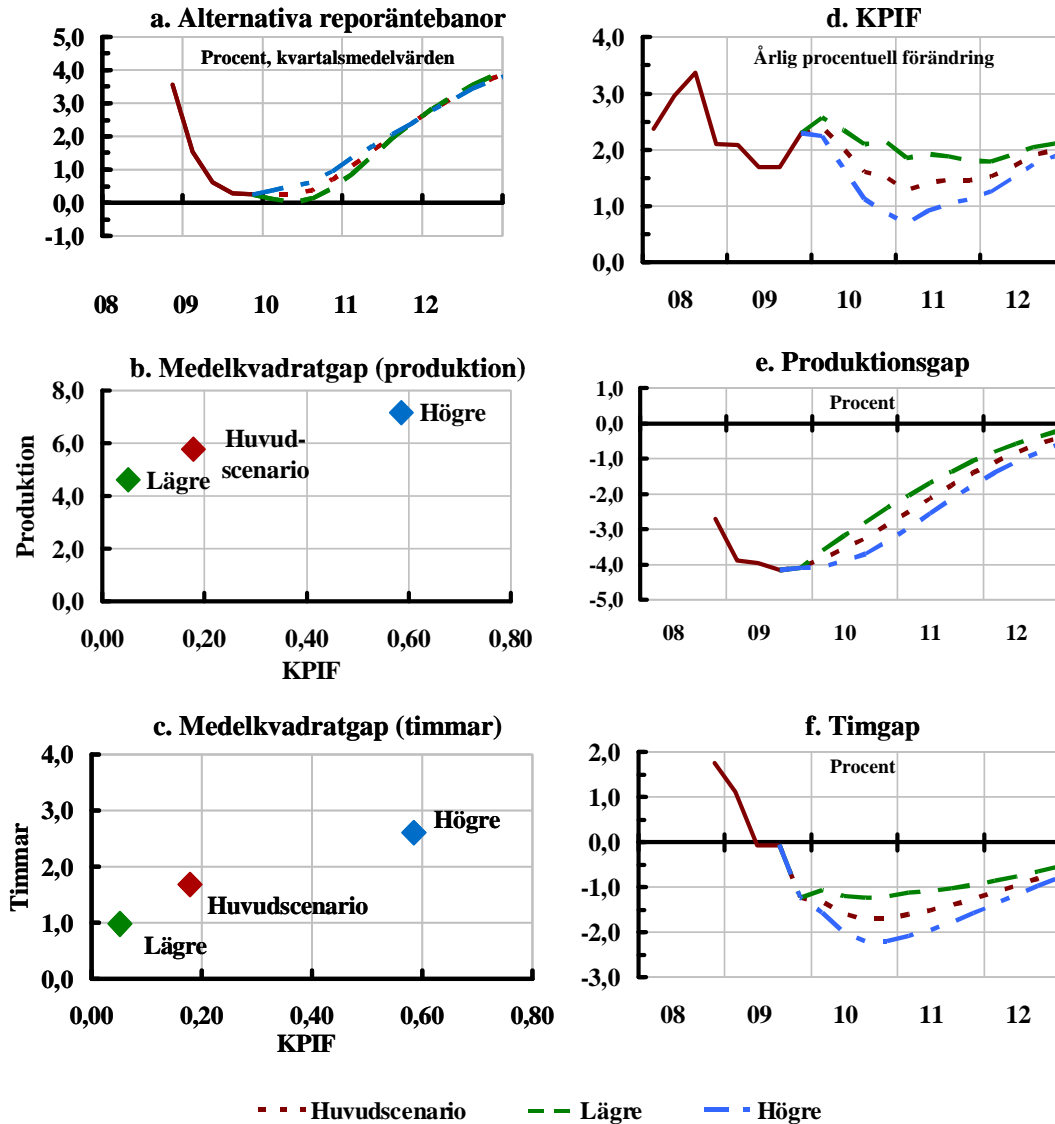 a. Alternativa reporäntebanor
Procent, kvartalsmedelvärden
5,0
4,0
3,0
2,0
1,0
0,0
-1,0
08 09 10 11 12
d. KPIF
Årlig procentuell förändring
4,0
3,0
2,0
1,0
0,0
08 09 10 11 12
b. Medelkvadratgap (produktion)
Produktion
8,0
6,0
4,0
2,0
0,0
Högre
Huvud-
scenario
Lägre
0,00 0,20 0,40 0,60 0,80
KPIF
e. Produktionsgap
Procent
1,0
0,0
-1,0
-2,0
-3,0
-4,0
-5,0
08 09 10 11 12
c. Medelkvadratgap (timmar)
Timmar
4,0
3,0
2,0
1,0
0,0
Högre
Huvudscenario
Lägre
0,00 0,20 0,40 0,60 0,80
KPIF
f. Timgap
Procent
2,0
1,0
0,0
-1,0
-2,0
-3,0
08 09 10 11 12
Huvudscenario Lägre Högre